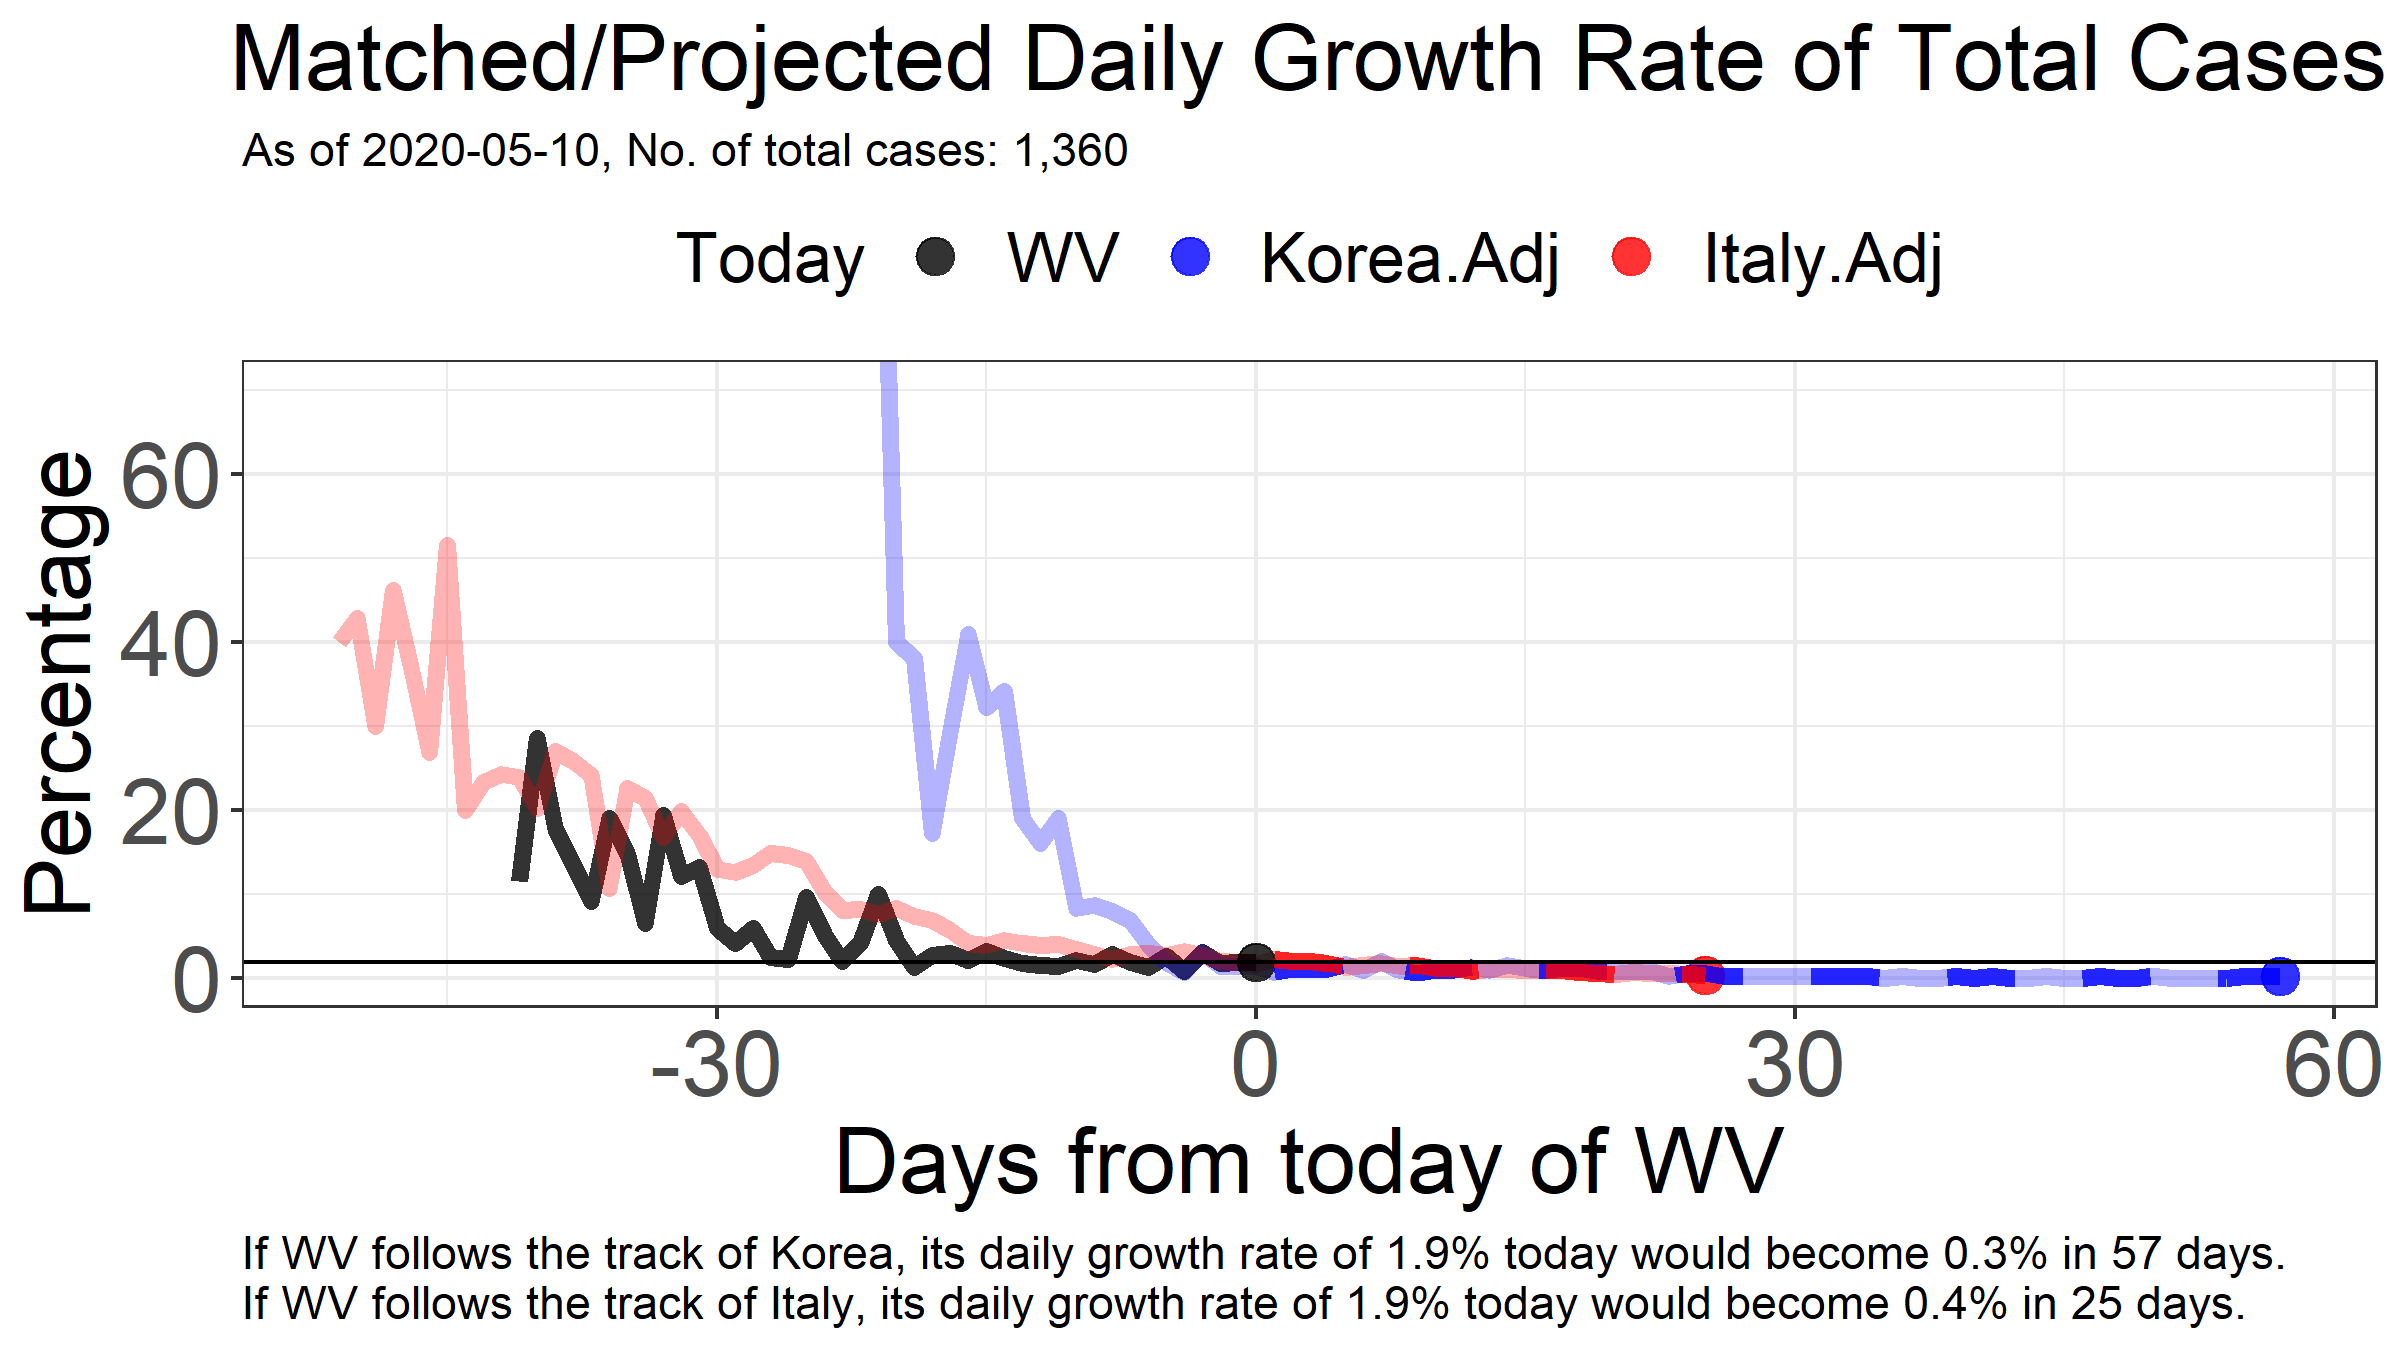 Matched/Projected Daily Growth Rate of Total Cases
As of 2020-05-10, No. of total cases: 1,360
Today WV Korea.Adj Italy.Adj
Percentage
60
40
20
0
-30 0 30 60
Days from today of WV
If WV follows the track of Korea, its daily growth rate of 1.9% today would become 0.3% in 57 days.
If WV follows the track of Italy, its daily growth rate of 1.9% today would become 0.4% in 25 days.